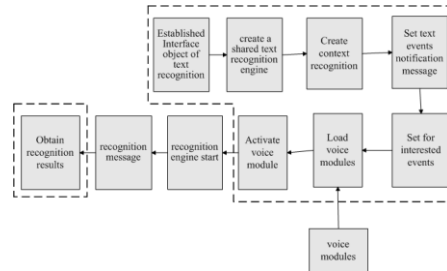 Established
Interface
object of
text
recognition
create a
shared text
recognition
engine
Create
context
recognition
Set text
events
notification
message
Set for
interested
events
Load
voice
modules
Activate
voice
module
recognition
engine start
recognition
message
Obtain
recognition
results
voice
modules